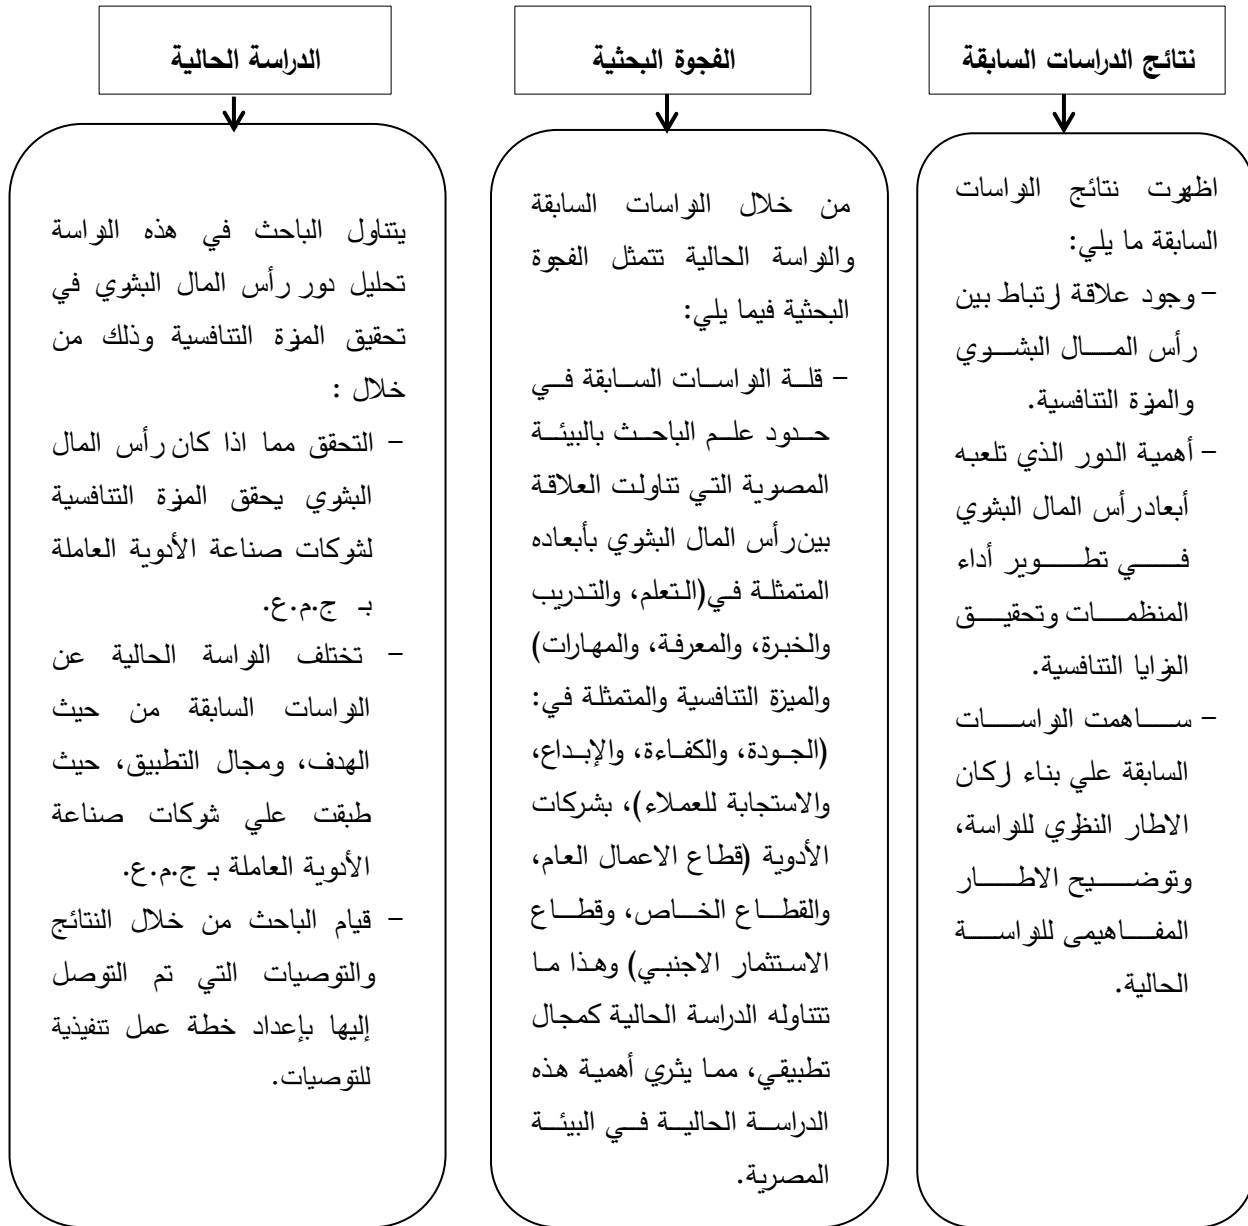 نتائج الدراسات السابقة
اظهرت نتائج الدراسات
السابقة ما يلي:
- وجود علاقة ارتباط بين
رأس المال البشري
والميزة التنافسية.
- أهمية الدور الذي تلعبه
أبعاد رأس المال البشري
في تطوير أداء
المنظمات وتحقيق
المزايا التنافسية.
- ساهمت الدراسات
السابقة علي بناء اركان
الاطار النظري للدراسة،
وتوضيح الاطار
المفاهيمى للدراسة
الحالية.
الفجوة البحثية
من خلال الدراسات السابقة
والدراسة الحالية تتمثل الفجوة
البحثية فيما يلي:
- قلة الدراسات السابقة في
حدود علم الباحث بالبيئة
المصرية التي تناولت العلاقة
بين رأس المال البشري بأبعاده
المتمثلة في(التعلم، والتدريب
والخبرة، والمعرفة، والمهارات)
والميزة التنافسية والمتمثلة في:
(الجودة، والكفاءة، والإبداع،
والاستجابة للعملاء)، بشركات
الأدوية (قطاع الاعمال العام،
والقطاع الخاص، وقطاع
الاستثمار الاجنبي) وهذا ما
تتناوله الدراسة الحالية كمجال
تطبيقي، مما يثري أهمية هذه
الدراسة الحالية في البيئة
المصرية.
الدراسة الحالية
يتناول الباحث في هذه الدراسة
تحليل دور رأس المال البشري في
تحقيق الميزة التنافسية وذلك من
خلال :
- التحقق مما اذا كان رأس المال
البشري يحقق الميزة التنافسية
لشركات صناعة الأدوية العاملة
بـ ج.م.ع.
- تختلف الدراسة الحالية عن
الدراسات السابقة من حيث
الهدف، ومجال التطبيق، حيث
طبقت علي شركات صناعة
الأدوية العاملة بـ ج.م.ع.
- قيام الباحث من خلال النتائج
والتوصيات التي تم التوصل
إليها بإعداد خطة عمل تنفيذية
للتوصيات.